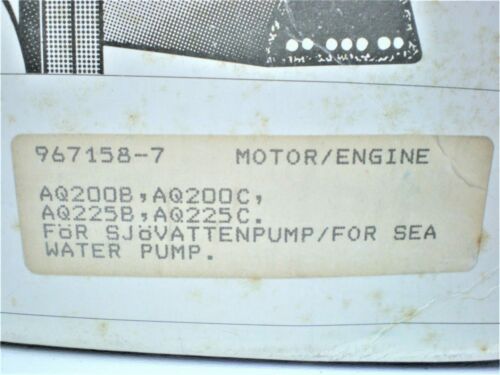 967158-7 MOTOR/ENGINE
AQ200B,AQ200C,
AQ225B,AQ225C.
FöR SJöVATTENPUMP/FOR SEA
WATER PUMP.